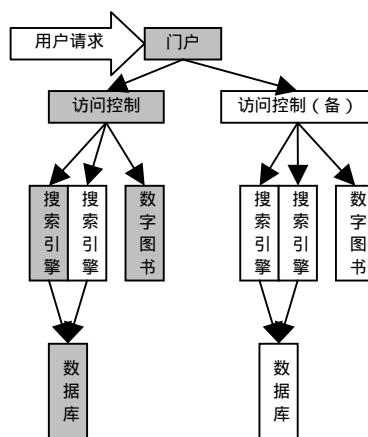 用户请求
门户
访问控制
访问控制（备）
搜索引擎
搜索引擎
数字图书
搜索引擎
搜索引擎
数字图书
数据库
数据库